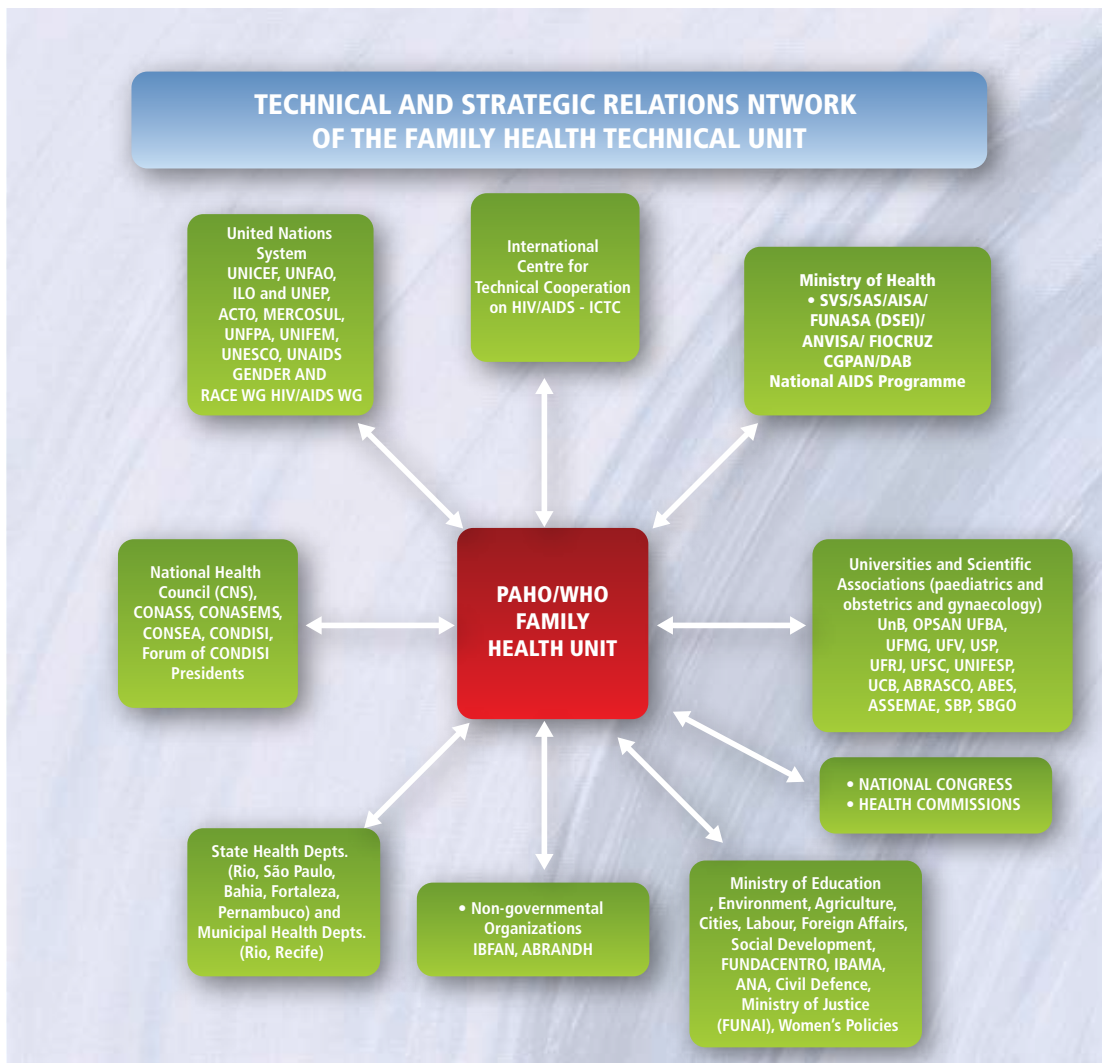 TECHNICAL AND STRATEGIC RELATIONS NTWORK
OF THE FAMILY HEALTH TECHNICAL UNIT
United Nations
System
UNICEF, UNFAO,
ILO and UNEP,
ACTO, MERCOSUL,
UNFPA, UNIFEM,
UNESCO, UNAIDS
GENDER AND
RACE WG HIV/AIDS WG
International
Centre for
Technical Cooperation
on HIV/AIDS - ICTC
Ministry of Health
• SVS/SAS/AISA/
FUNASA (DSEI)/
ANVISA/ FIOCRUZ
CGPAN/DAB
National AIDS Programme
National Health
Council (CNS),
CONASS, CONASEMS,
CONSEA, CONDISI,
Forum of CONDISI
Presidents
PAHO/WHO
FAMILY
HEALTH UNIT
Universities and Scientific
Associations (paediatrics and
obstetrics and gynaecology)
UnB, OPSAN UFBA,
UFMG, UFV, USP,
UFRJ, UFSC, UNIFESP,
UCB, ABRASCO, ABES,
ASSEMAE, SBP, SBGO
• NATIONAL CONGRESS
• HEALTH COMMISSIONS
State Health Depts.
(Rio, São Paulo,
Bahia, Fortaleza,
Pernambuco) and
Municipal Health Depts.
(Rio, Recife)
• Non-governmental
Organizations
IBFAN, ABRANDH
Ministry of Education
, Environment, Agriculture,
Cities, Labour, Foreign Affairs,
Social Development,
FUNDACENTRO, IBAMA,
ANA, Civil Defence,
Ministry of Justice
(FUNAI), Women's Policies